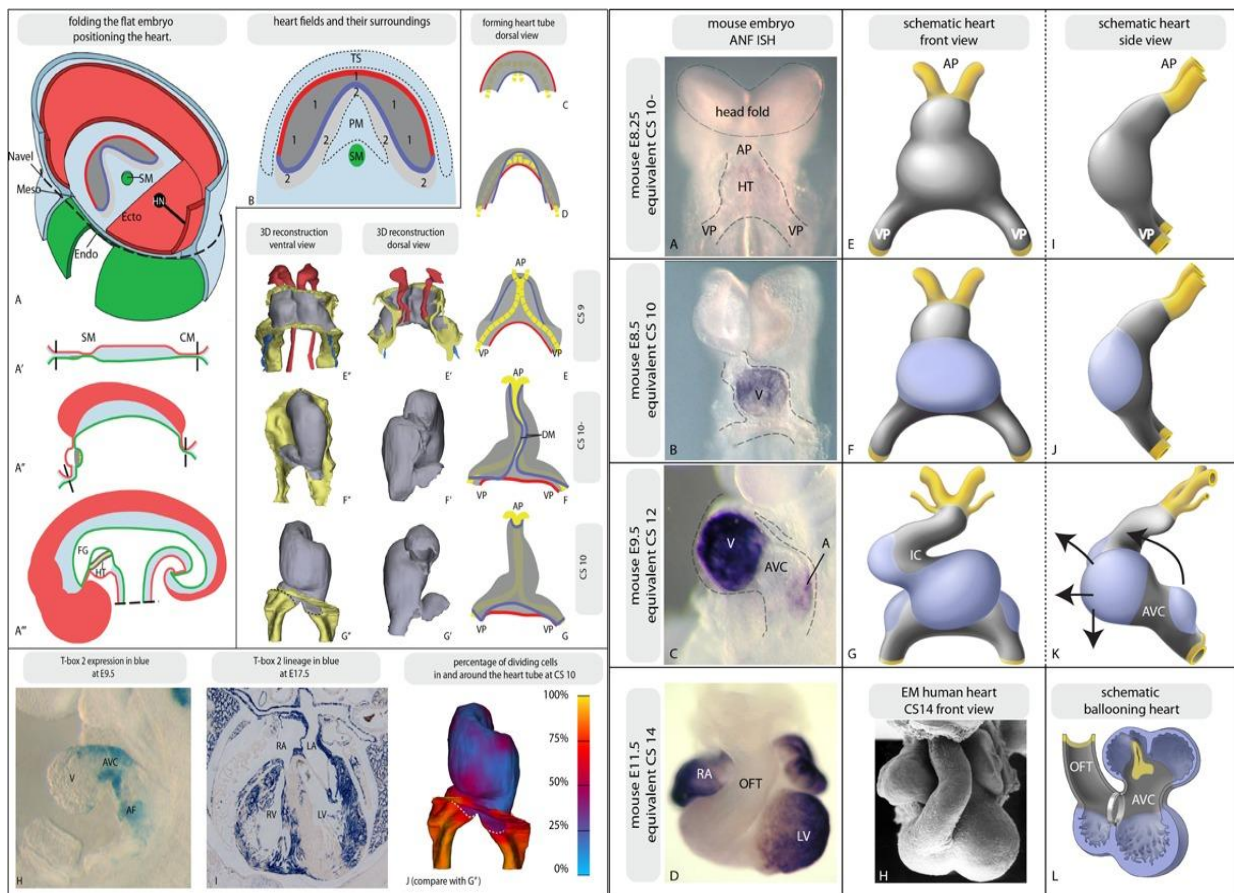 folding the flat embryo
positioning the heart.
Navel
Meso
SM
Ecto
HN
Endo
A
SM
CM
A'
A"
FG
HT
A'"
heart fields and their surroundings
TS
1
2
1
1
PM
1
2
2
1
SM
2
2
B
forming heart tube
dorsal view
C
D
3D reconstruction
ventral view
3D reconstruction
dorsal view
AP
VP
VP
E"
E'
E
CS 9
AP
DM
VP
VP
F"
F'
F
CS 10-
AP
VP
VP
G"
G'
G
CS 10
T-box 2 expression in blue
at E9.5
AVC
V
AF
H
T-box 2 lineage in blue
at E17.5
RA
LA
RV
LV
I
percentage of dividing cells
in and around the heart tube at CS 10
100%
75%
50%
25%
0%
J (compare with G")
mouse embryo
ANF ISH
schematic heart
front view
schematic heart
side view
mouse E8.25
equivalent CS 10-
head fold
AP
HT
VP
VP
A
AP
VP
VP
E
VP
I
mouse E8.5
equivalent CS 10
V
B
F
J
mouse E9.5
equivalent CS 12
V
A
AVC
C
IC
G
AVC
K
mouse E11.5
equivalent CS 14
RA
OFT
LV
D
EM human heart
CS14 front view
H
schematic
ballooning heart
OFT
AVC
L